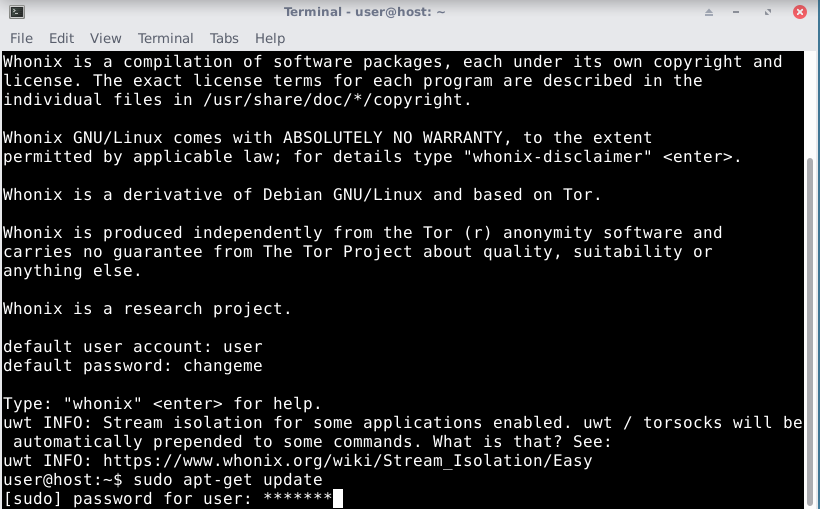 Terminal - user@host: ~
File Edit View Terminal Tabs Help
Whonix is a compilation of software packages, each under its own copyright and
license. The exact license terms for each program are described in the
individual files in /usr/share/doc/*/copyright.
Whonix GNU/Linux comes with ABSOLUTELY NO WARRANTY, to the extent
permitted by applicable law; for details type "whonix-disclaimer" <enter>.
Whonix is a derivative of Debian GNU/Linux and based on Tor.
Whonix is produced independently from the Tor (r) anonymity software and
carries no guarantee from The Tor Project about quality, suitability or
anything else.
Whonix is a research project.
default user account: user
default password: changeme
Type: "whonix" <enter> for help.
uwt INFO: Stream isolation for some applications enabled. uwt / torsocks will be
automatically prepended to some commands. What is that? See:
uwt INFO: https://www.whonix.org/wiki/Stream_Isolation/Easy
user@host:~$ sudo apt-get update
[sudo] password for user: *******